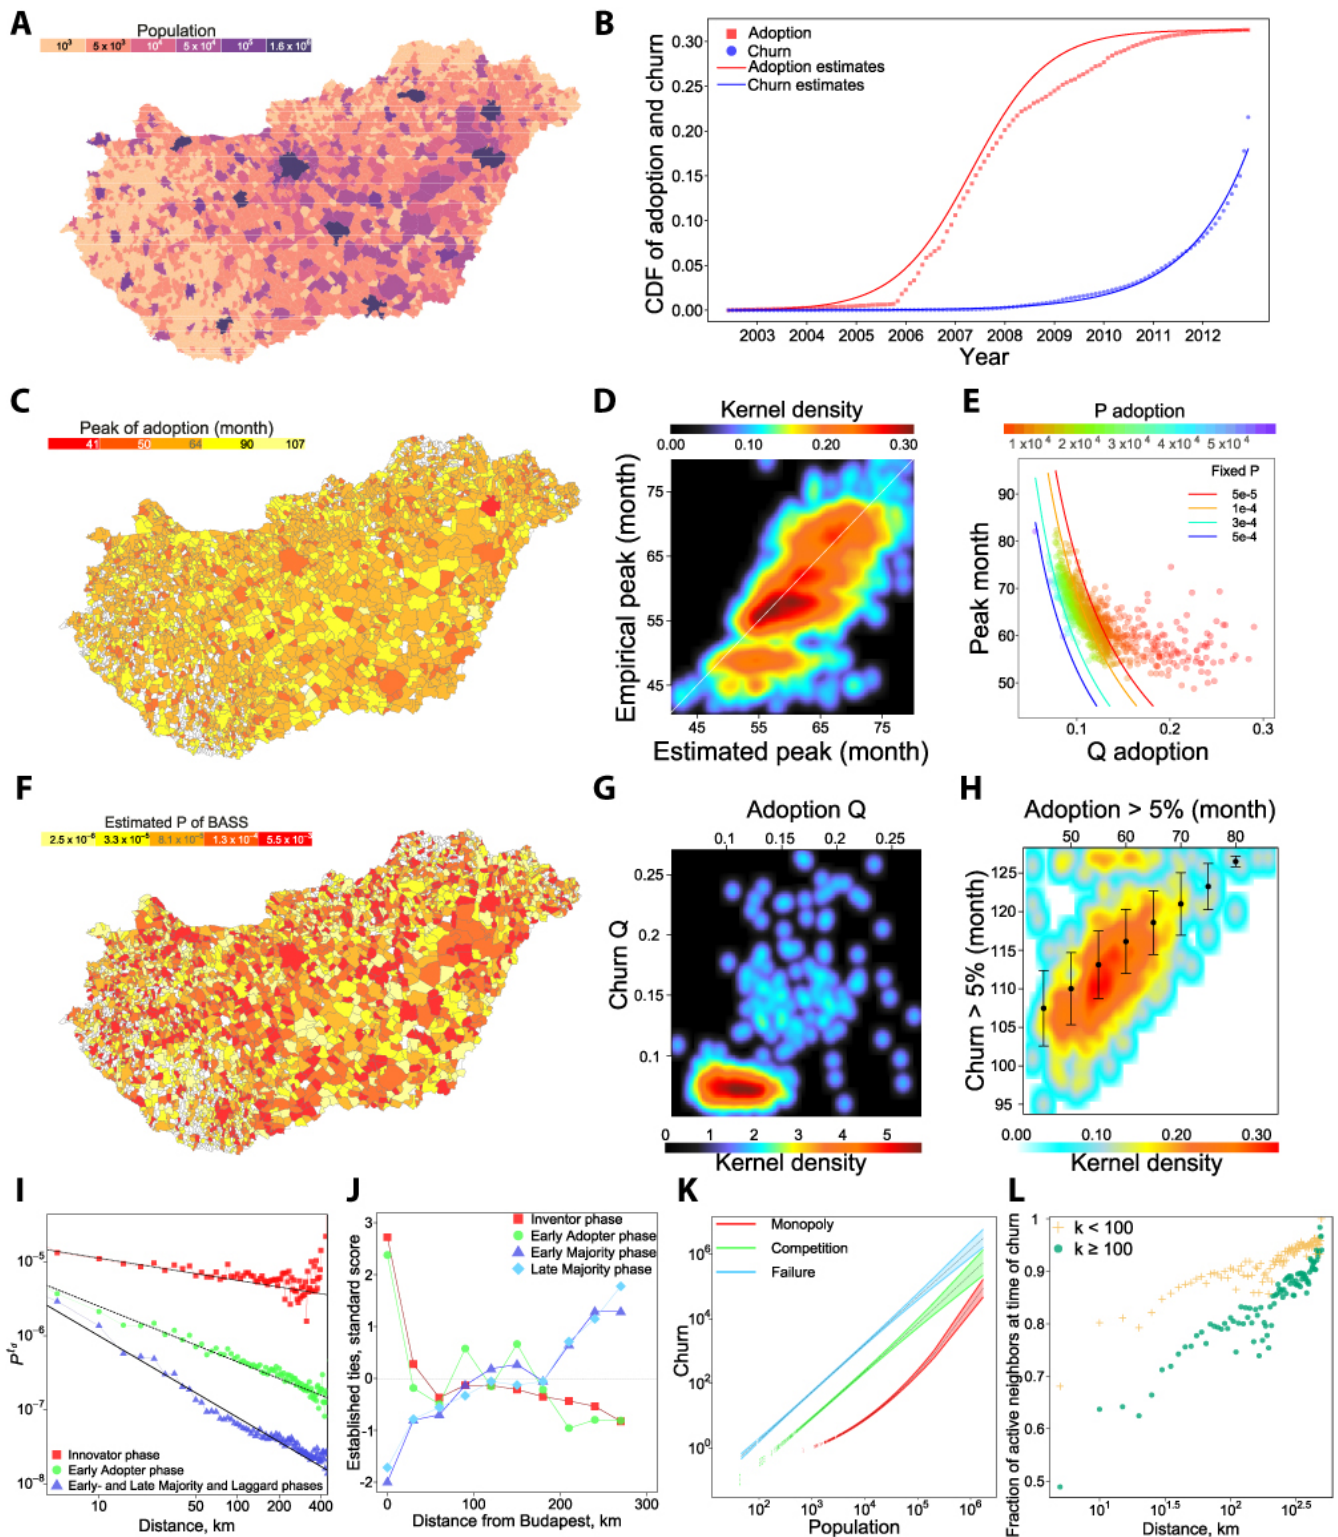 A
Population
10³ 5 x 10³ 10⁴ 5 x 10⁴ 10⁵ 1.6 x 10⁶
B
Adoption
Churn
Adoption estimates
Churn estimates
CDF of adoption and churn
0.30
0.25
0.20
0.15
0.10
0.05
0.00
2003 2004 2005 2006 2007 2008 2009 2010 2011 2012
Year
C
Peak of adoption (month)
41 50 64 90 107
D
Kernel density
0.00 0.10 0.20 0.30
Empirical peak (month)
75
65
55
45
45 55 65 75
Estimated peak (month)
E
P adoption
1 x 10⁴ 2 x 10⁴ 3 x 10⁴ 4 x 10⁴ 5 x 10⁴
Fixed P
5e-5
1e-4
3e-4
5e-4
Peak month
90
80
70
60
50
0.1 0.2 0.3
Q adoption
F
Estimated P of BASS
2.5 x 10⁻⁶ 3.3 x 10⁻⁵ 1.3 x 10⁻⁴
G
Adoption Q
0.1 0.15 0.2 0.25
Churn Q
0.25
0.2
0.15
0.1
0 1 2 3 4 5
Kernel density
H
Adoption > 5% (month)
50 60 70 80
Churn > 5% (month)
125
120
115
110
105
100
95
0.00 0.10 0.20 0.30
Kernel density
I
10⁻⁵
10⁻⁶
10⁻⁷
10⁻⁸
Innovator phase
Early Adopter phase
Early- and Late Majority and Laggard phases
10 50 100 200 400
Distance, km
J
Inventor phase
Early Adopter phase
Early Majority phase
Late Majority phase
Established ties, standard score
3
2
1
0
-1
-2
0 100 200 300
Distance from Budapest, km
K
Monopoly
Competition
Failure
Churn
10⁶
10⁴
10²
10⁰
10² 10³ 10⁴ 10⁵ 10⁶
Population
L
k < 100
k ≥ 100
Fraction of active neighbors at time of churn
1
0.9
0.8
0.7
0.6
0.5
10¹ 10¹·⁵ 10² 10²·⁵
Distance, km